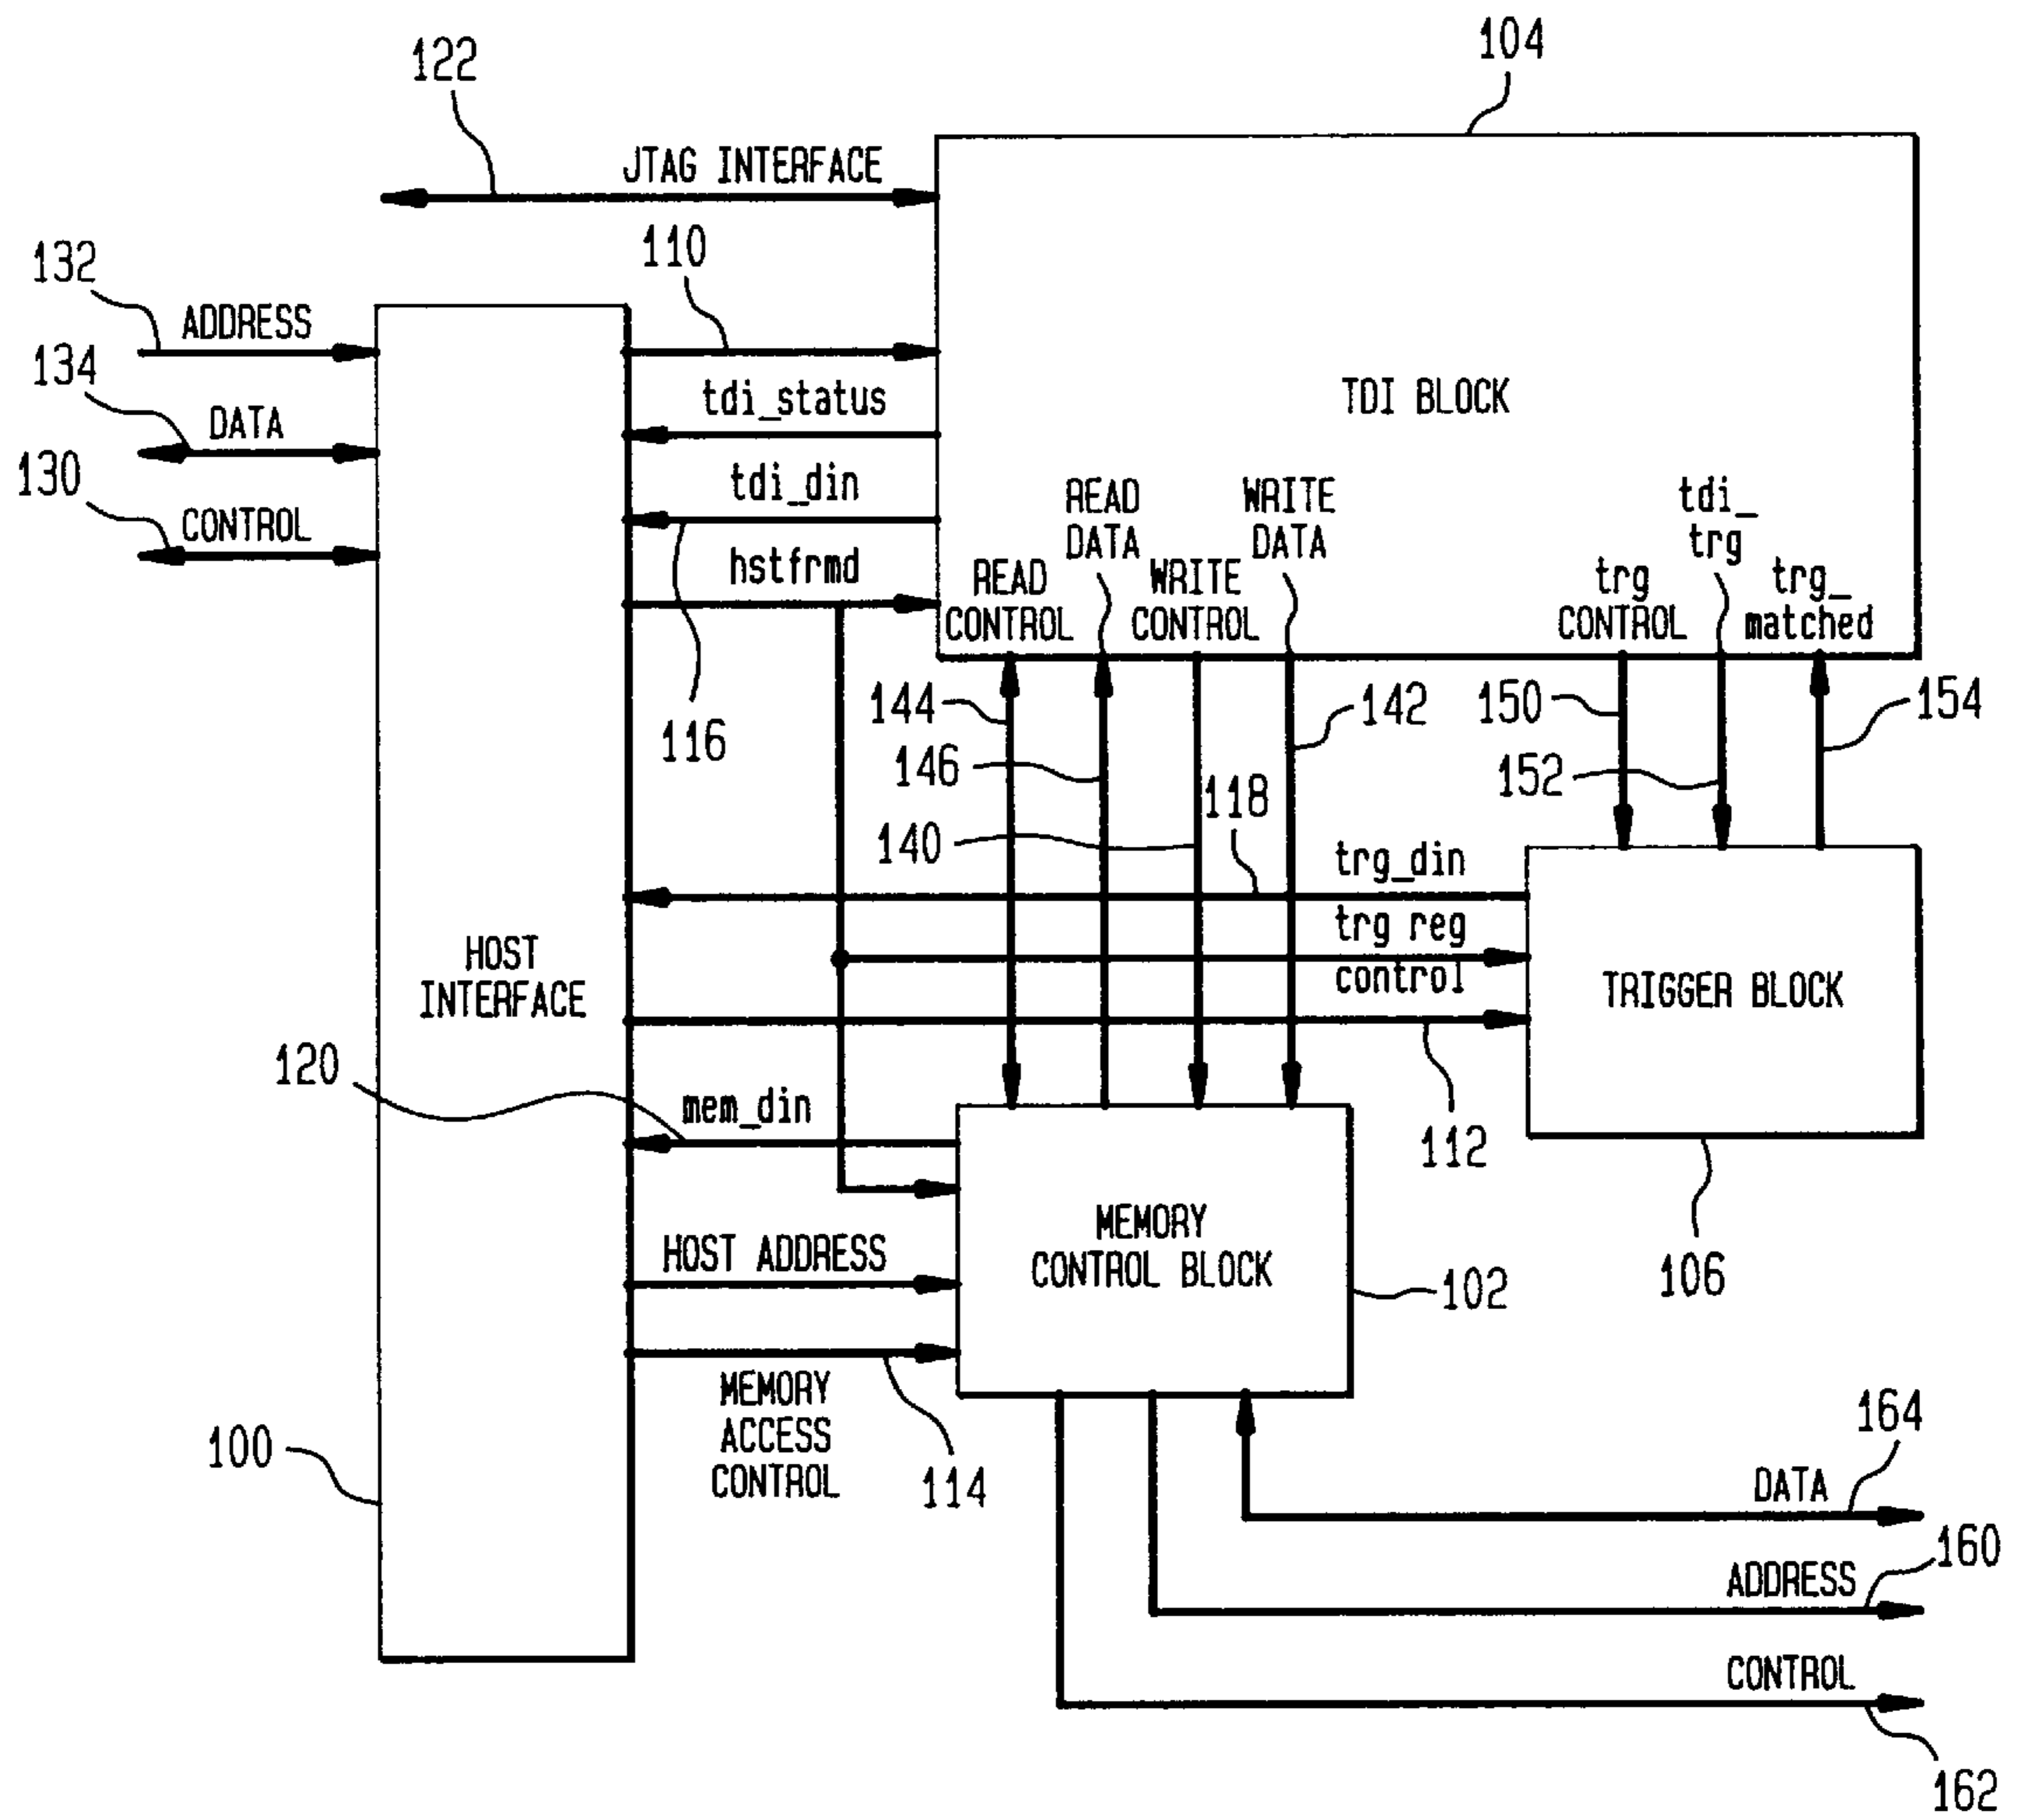 104
122
JTAG INTERFACE
110
132
ADDRESS
134
DATA
130
CONTROL
tdi_status
tdi_din
hstfrmd
116
TDI BLOCK
READ
DATA
WRITE
DATA
READ
CONTROL
WRITE
CONTROL
tdi_
trg
trg
CONTROL
trg_
matched
144
146
140
118
142
150
152
154
trg_din
trg reg
control
HOST
INTERFACE
TRIGGER BLOCK
120
mem_din
112
106
HOST ADDRESS
MEMORY
CONTROL BLOCK
102
MEMORY
ACCESS
CONTROL
114
100
164
DATA
160
ADDRESS
CONTROL
162